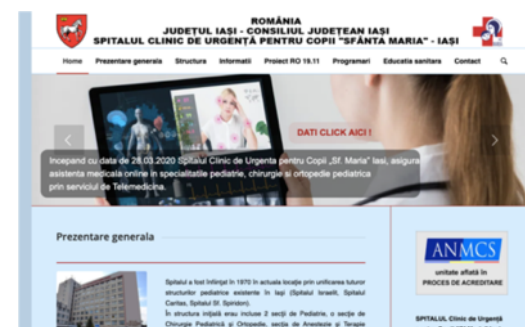 ROMÂNIA
JUDEȚUL IAȘI - CONSILIUL JUDEȚEAN IAȘI
SPITALUL CLINIC DE URGENȚĂ PENTRU COPII "SFÂNTA MARIA" - IAȘI
Home Prezentare generala Structura Informatii Proiect RO 19.11 Programari Educatia sanitara Contact
DATI CLICK AICI !
Incepand cu data de 28.03.2020 Spitalul Clinic de Urgenta pentru Copii „Sf. Maria” Iasi, asigura
asistenta medicala online in specialitatile pediatrie, chirurgie si ortopedie pediatrica
prin serviciul de Telemedicina.
Prezentare generala
Spitalul a fost înființat în 1970 în actuala locație prin unificarea tuturor
structurilor pediatrice existente în Iași (Spitalul Israelit, Spitalul
Caritas, Spitalul Sf. Spiridon).
În structura inițială erau incluse 2 secții de Pediatrie, o secție de
Chirurgie Pediatrică și Ortopedie, secția de Anestezie și Terapie
ANMCS
unitate aflată în
PROCES DE ACREDITARE
SPITALUL Clinic de Urgență